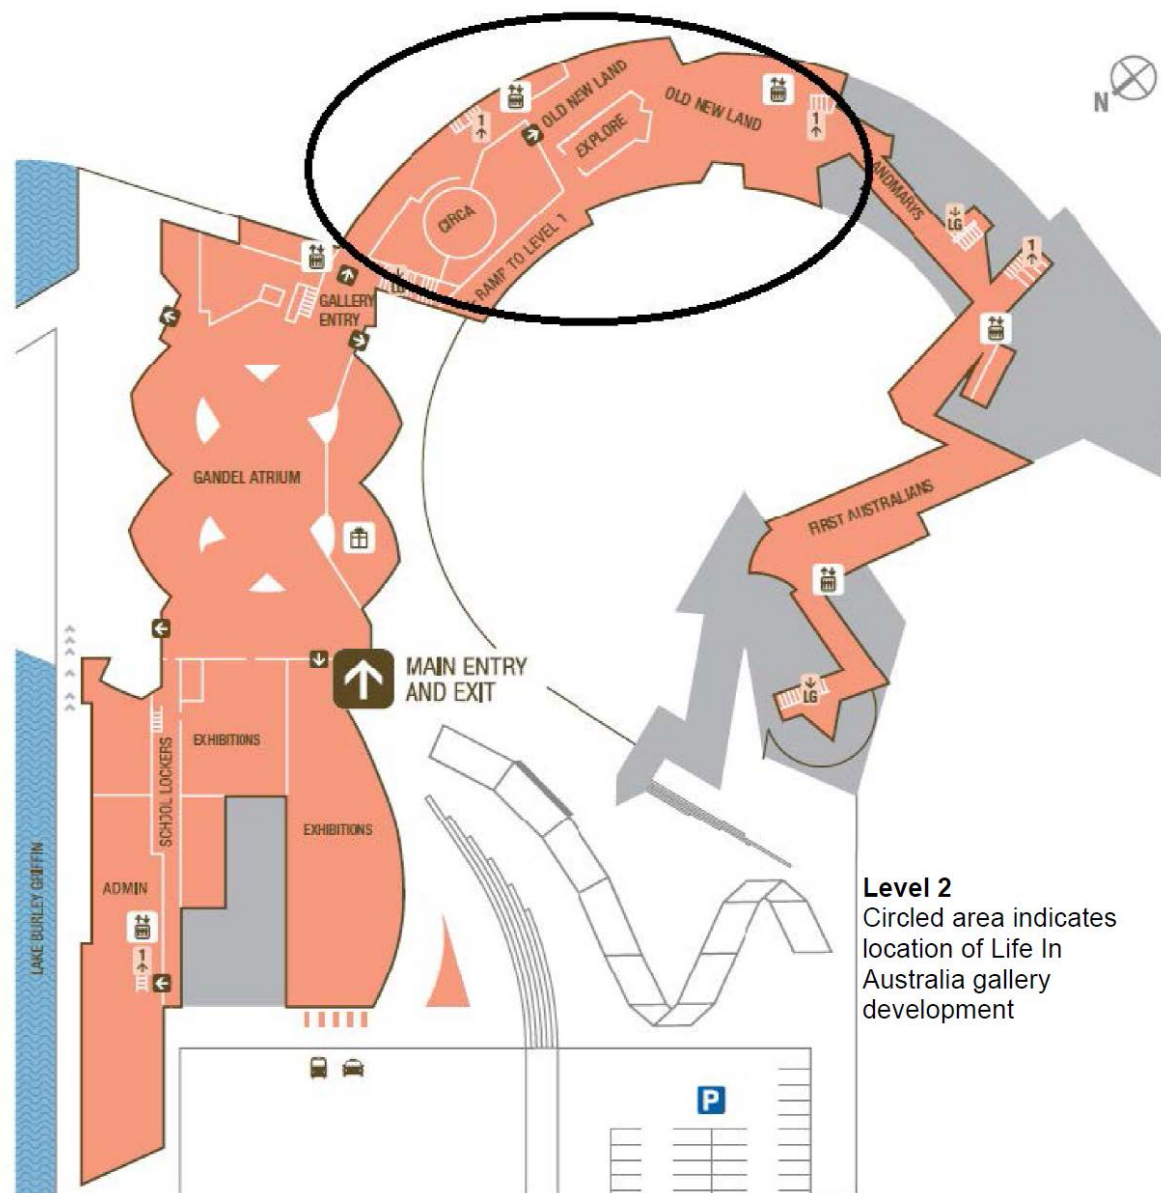 OLD NEW LAND
OLD NEW LAND
EXPLORE
1
1
N
CIRCA
RAMP TO LEVEL 1
LG
ANDMARYS
LG
1
GALLERY
ENTRY
GANDEL ATRIUM
FIRST AUSTRALIANS
LG
MAIN ENTRY
AND EXIT
EXHIBITIONS
SCHOOL LOCKERS
EXHIBITIONS
ADMIN
1
LAKE BURLEY GRIFFIN
Level 2
Circled area indicates
location of Life In
Australia gallery
development
P